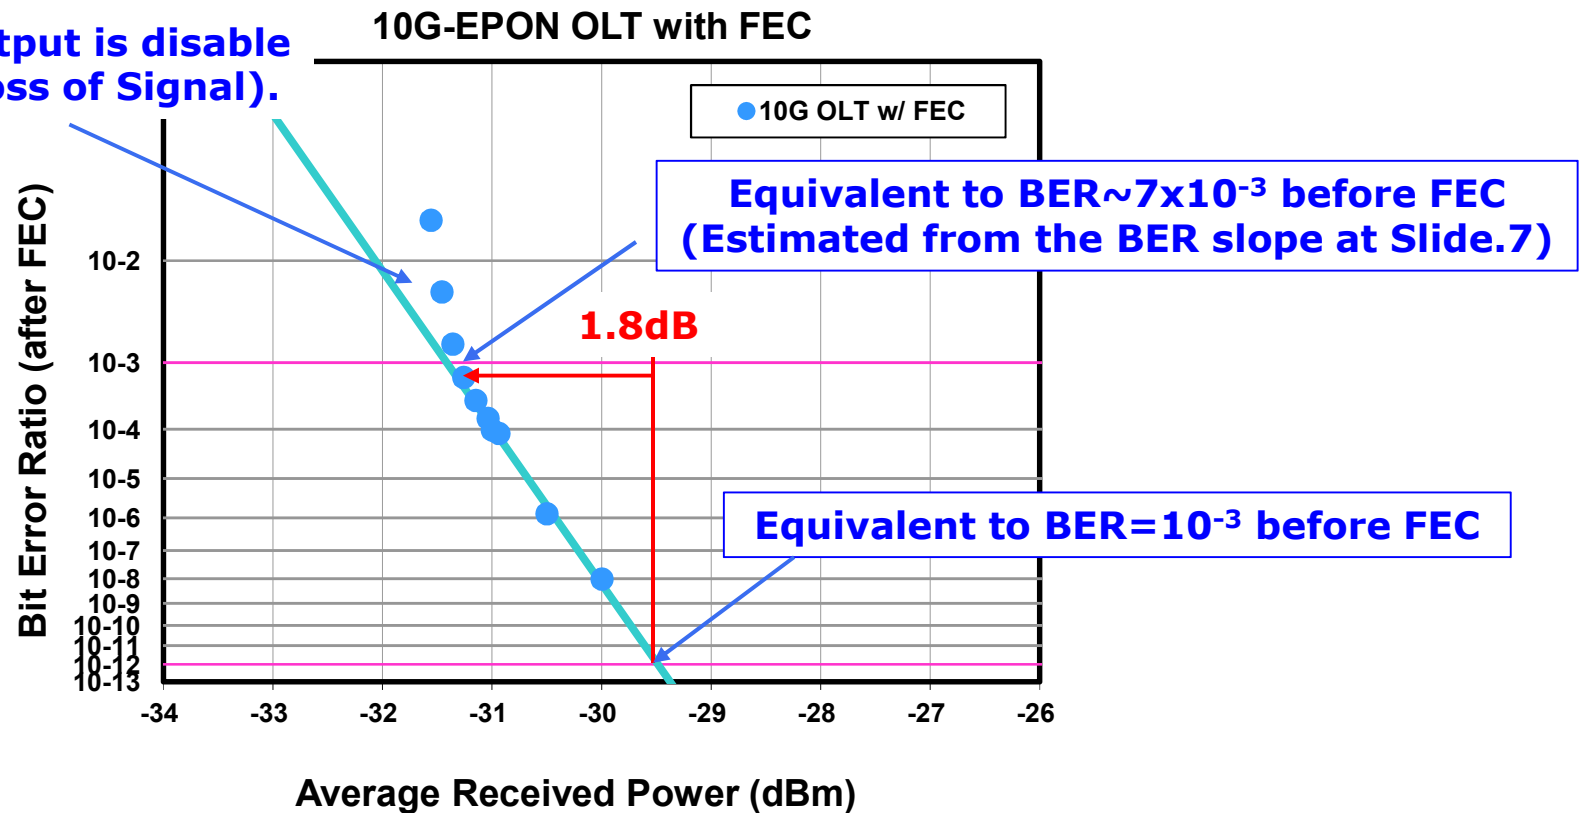 10G-EPON OLT with FEC
tput is disable
oss of Signal).
10G OLT w/ FEC
Equivalent to BER~7x10-3 before FEC
(Estimated from the BER slope at Slide.7)
1.8dB
Equivalent to BER=10-3 before FEC
Bit Error Ratio (after FEC)
10-2
10-3
10-4
10-5
10-6
10-7
10-8
10-9
10-10
10-11
10-12
10-13
-34 -33 -32 -31 -30 -29 -28 -27 -26
Average Received Power (dBm)